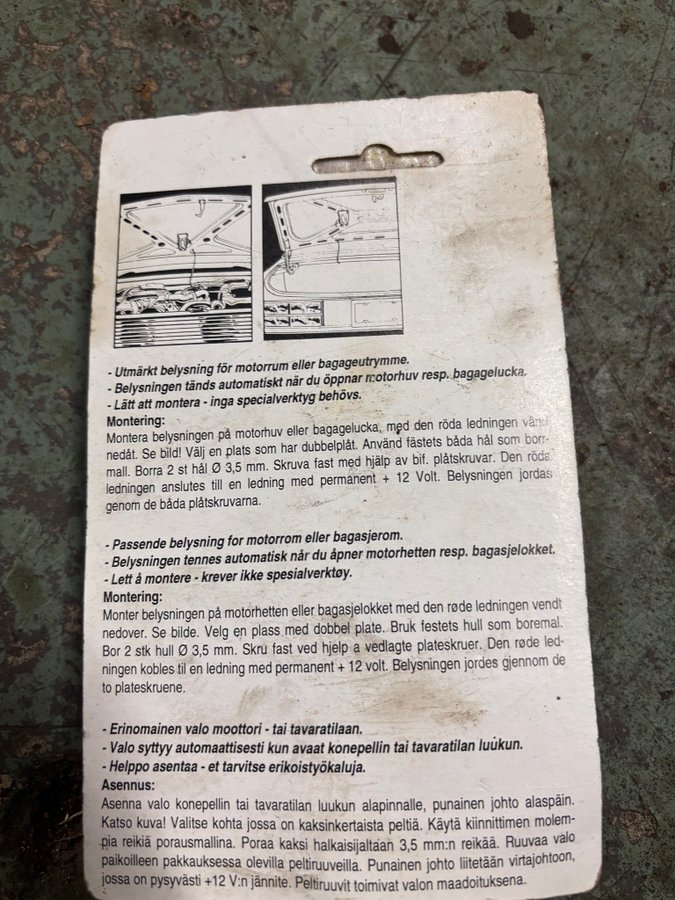 - Utmärkt belysning för motorrum eller bagageutrymme.
- Belysningen tänds automatiskt när du öppnar motorhuv resp. bagagelucka.
- Lätt att montera - inga specialverktyg behövs.
Montering:
Montera belysningen på motorhuv eller bagagelucka, med den röda ledningen vänd
nedåt. Se bild! Välj en plats som har dubbelplåt. Använd fästets båda hål som borr-
mall. Borra 2 st hål Ø 3,5 mm. Skruva fast med hjälp av bif. plåtskruvar. Den röda
ledningen anslutes till en ledning med permanent + 12 Volt. Belysningen jordas
genom de båda plåtskruvarna.
- Passende belysning for motorrom eller bagasjerom.
- Belysningen tennes automatisk når du åpner motorhetten resp. bagasjelokket.
- Lett å montere - krever ikke spesialverktøy.
Montering:
Monter belysningen på motorhetten eller bagasjelokket med den røde ledningen vendt
nedover. Se bilde. Velg en plass med dobbel plate. Bruk festets hull som boremal.
Bor 2 stk hull Ø 3,5 mm. Skru fast ved hjelp a vedlagte plateskruer. Den røde led-
ningen kobles til en ledning med permanent + 12 volt. Belysningen jordes gjennom de
to plateskruene.
- Erinomainen valo moottori - tai tavaratilaan.
- Valo syttyy automaattisesti kun avaat konepellin tai tavaratilan luukun.
- Helppo asentaa - et tarvitse erikoistyökaluja.
Asennus:
Asenna valo konepellin tai tavaratilan luukun alapinnalle, punainen johto alaspäin.
Katso kuva! Valitse kohta jossa on kaksinkertaista peltiä. Käytä kiinnittimen molem-
pia reikiä porausmallina. Poraa kaksi halkaisijaltaan 3,5 mm:n reikää. Ruuvaa valo
paikoilleen pakkauksessa olevilla peltiruuveilla. Punainen johto liitetään virtajohtoon,
jossa on pysyvästi +12 V:n jännite. Peltiruuvit toimivat valon maadoituksena.